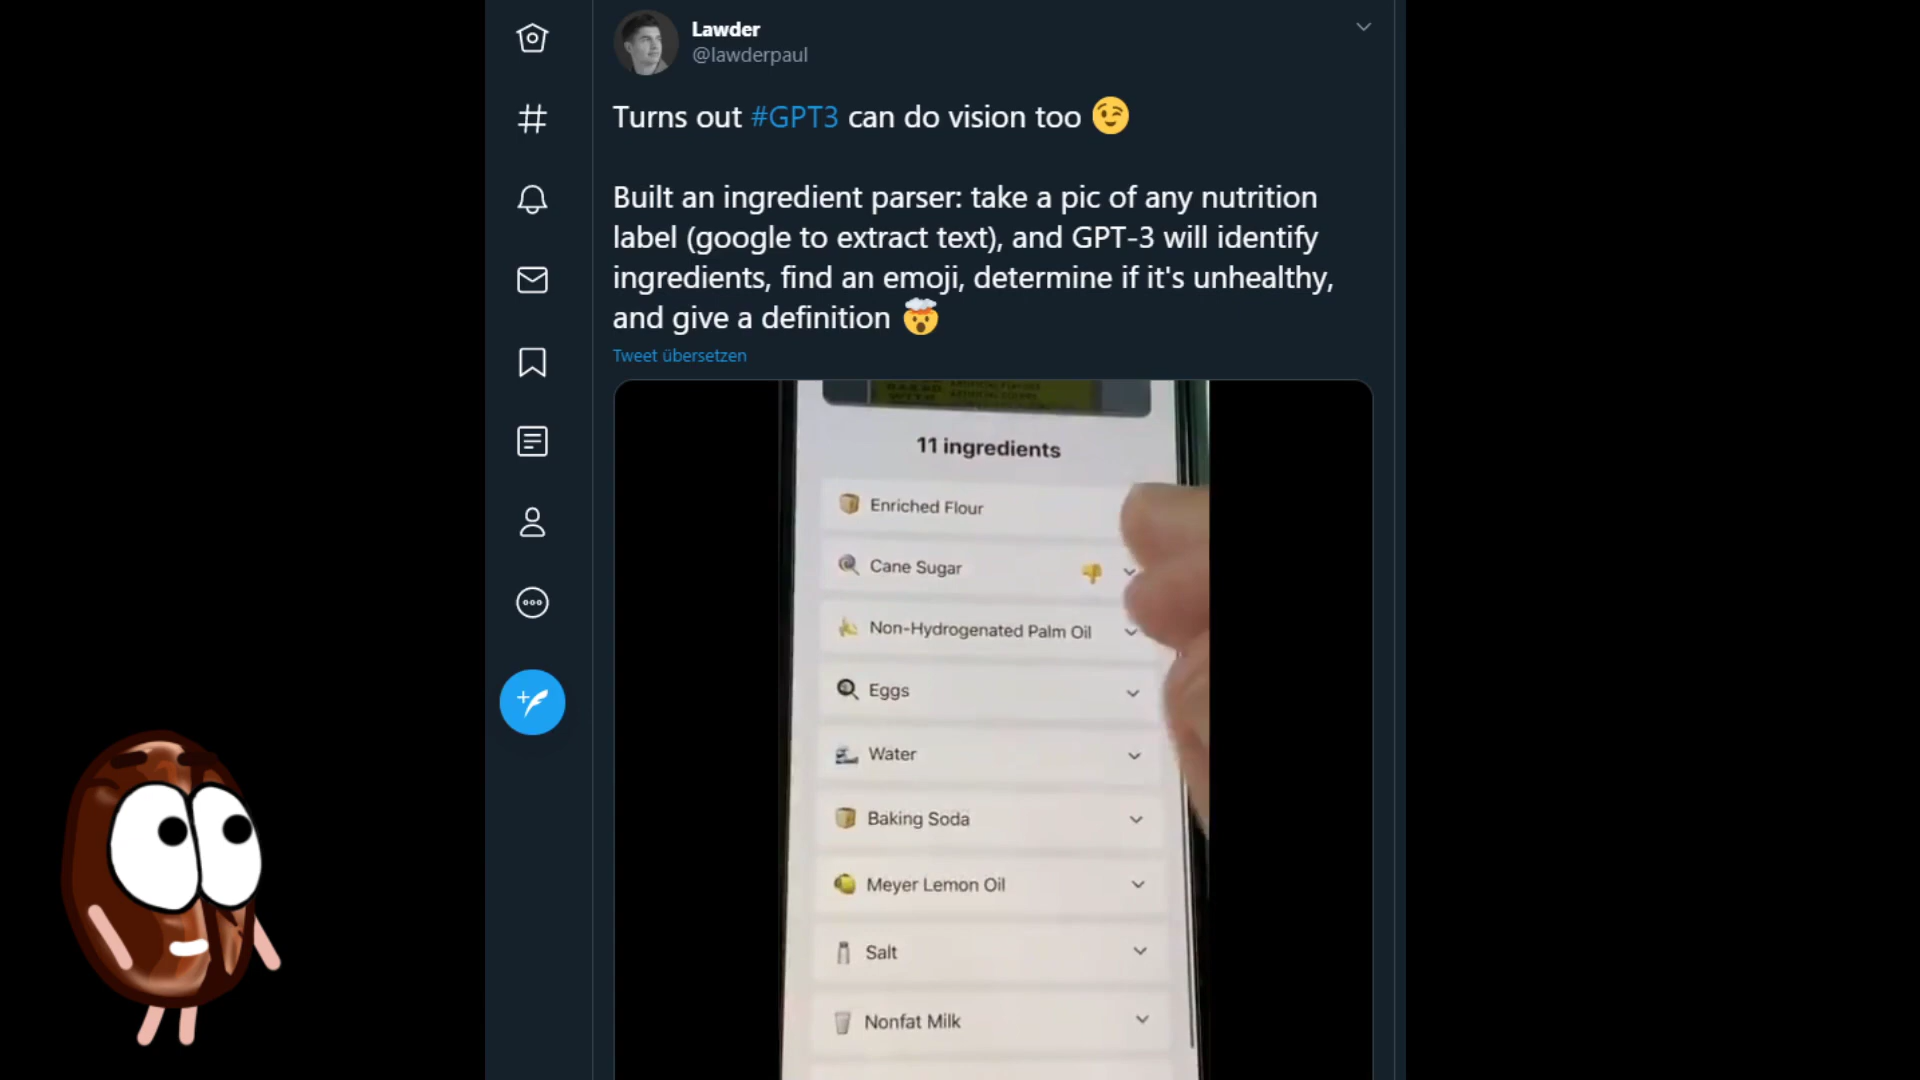 Lawder
@lawderpaul
Turns out #GPT3 can do vision too 😉
Built an ingredient parser: take a pic of any nutrition
label (google to extract text), and GPT-3 will identify
ingredients, find an emoji, determine if it's unhealthy,
and give a definition 🤯
Tweet übersetzen
11 ingredients
Enriched Flour
Cane Sugar
Non-Hydrogenated Palm Oil
Eggs
Water
Baking Soda
Meyer Lemon Oil
Salt
Nonfat Milk